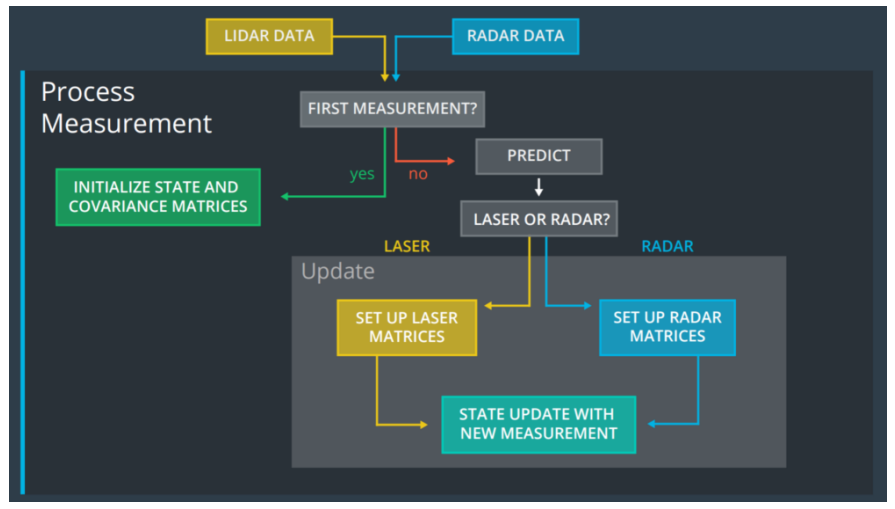 LIDAR DATA
RADAR DATA
Process
Measurement
FIRST MEASUREMENT?
yes
no
PREDICT
INITIALIZE STATE AND
COVARIANCE MATRICES
LASER OR RADAR?
LASER
RADAR
Update
SET UP LASER
MATRICES
SET UP RADAR
MATRICES
STATE UPDATE WITH
NEW MEASUREMENT